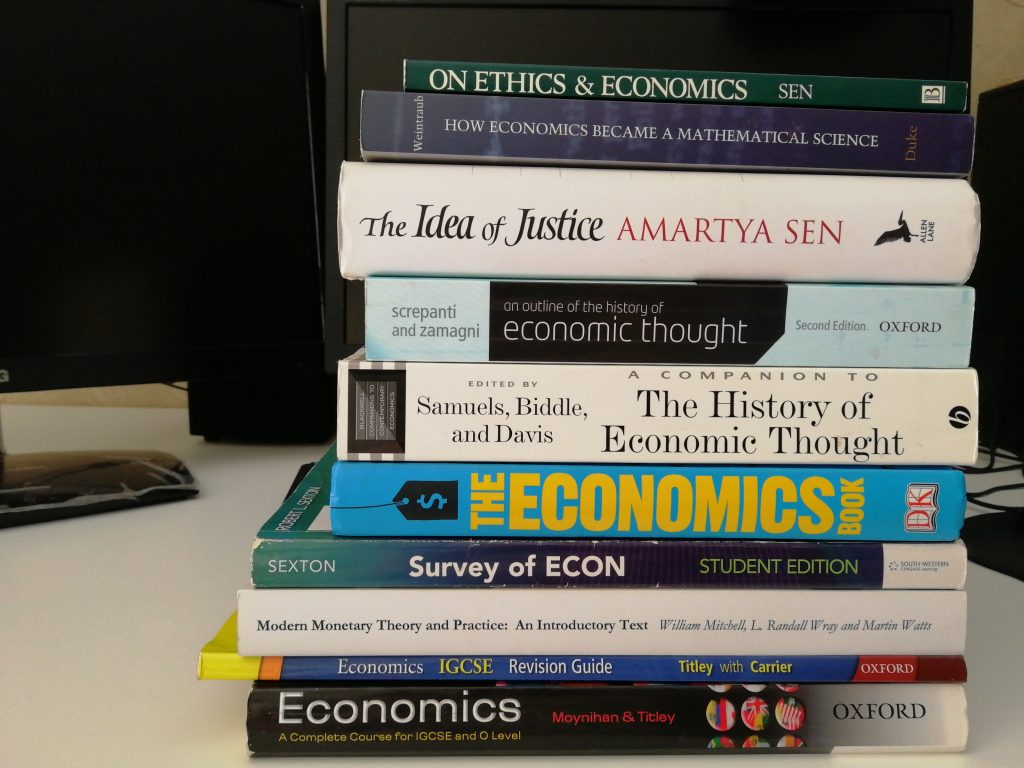 ON ETHICS & ECONOMICS SEN B
Weintraub HOW ECONOMICS BECAME A MATHEMATICAL SCIENCE Duke
The Idea of Justice AMARTYA SEN ALLEN LANE
screpanti and zamagni
an outline of the history of
economic thought
Second Edition OXFORD
BLACKWELL COMPANIONS TO CONTEMPORARY ECONOMICS
EDITED BY
Samuels, Biddle,
and Davis
A COMPANION TO
The History of
Economic Thought
b
$ THE ECONOMICS BOOK DK
ROBERT L. SEXTON
SEXTON Survey of ECON STUDENT EDITION SOUTH-WESTERN
CENGAGE Learning
Modern Monetary Theory and Practice: An Introductory Text William Mitchell, L. Randall Wray and Martin Watts
Economics IGCSE Revision Guide Titley with Carrier OXFORD
Economics Moynihan & Titley OXFORD
A Complete Course for IGCSE and O Level
G